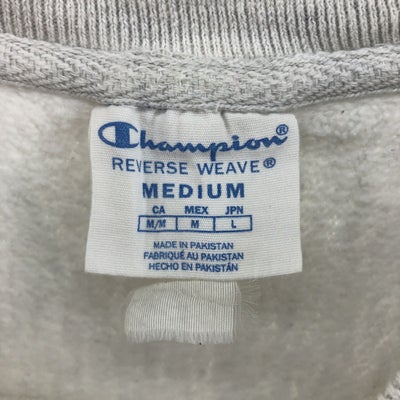 Champion®
REVERSE WEAVE®
MEDIUM
CA MEX JPN
M/M M L
MADE IN PAKISTAN
FABRIQUÉ AU PAKISTAN
HECHO EN PAKISTÁN